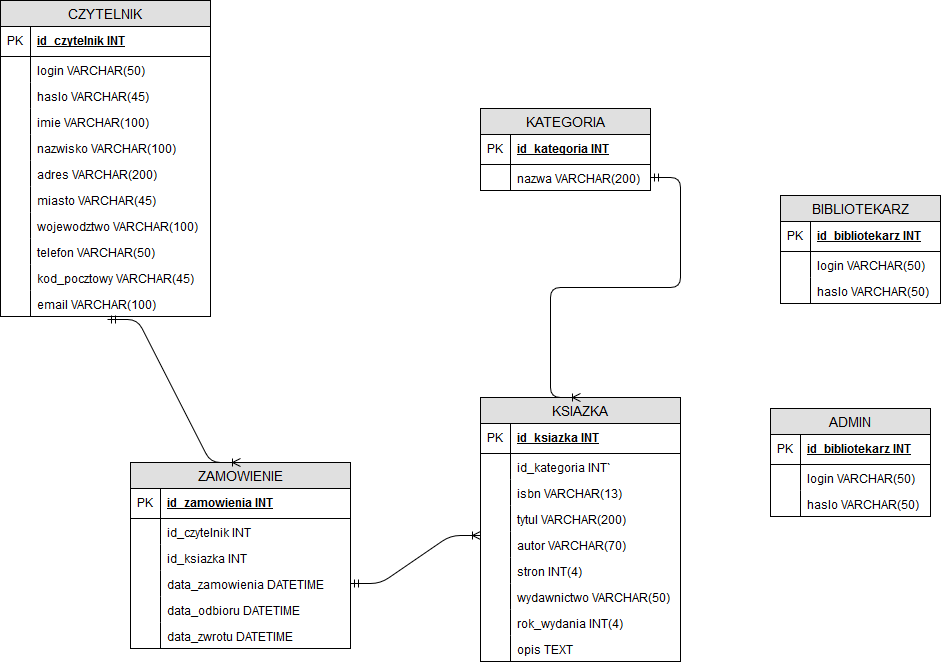 CZYTELNIK
PK id_czytelnik INT
login VARCHAR(50)
haslo VARCHAR(45)
imie VARCHAR(100)
nazwisko VARCHAR(100)
adres VARCHAR(200)
miasto VARCHAR(45)
wojewodztwo VARCHAR(100)
telefon VARCHAR(50)
kod_pocztowy VARCHAR(45)
email VARCHAR(100)
KATEGORIA
PK id_kategoria INT
nazwa VARCHAR(200)
BIBLIOTEKARZ
PK id_bibliotekarz INT
login VARCHAR(50)
haslo VARCHAR(50)
ZAMOWIENIE
PK id_zamowienia INT
id_czytelnik INT
id_ksiazka INT
data_zamowienia DATETIME
data_odbioru DATETIME
data_zwrotu DATETIME
KSIAZKA
PK id_ksiazka INT
id_kategoria INT`
isbn VARCHAR(13)
tytul VARCHAR(200)
autor VARCHAR(70)
stron INT(4)
wydawnictwo VARCHAR(50)
rok_wydania INT(4)
opis TEXT
ADMIN
PK id_bibliotekarz INT
login VARCHAR(50)
haslo VARCHAR(50)